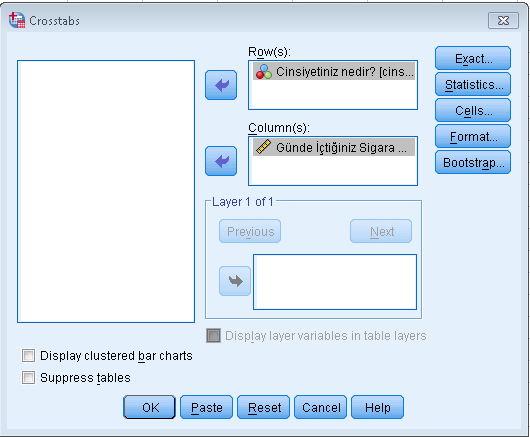 Crosstabs
Row(s):
Cinsiyetiniz nedir? [cins...
Column(s):
Günde İçtiğiniz Sigara ...
Layer 1 of 1
Previous
Next
Display layer variables in table layers
Exact...
Statistics...
Cells...
Format...
Bootstrap...
Display clustered bar charts
Suppress tables
OK Paste Reset Cancel Help